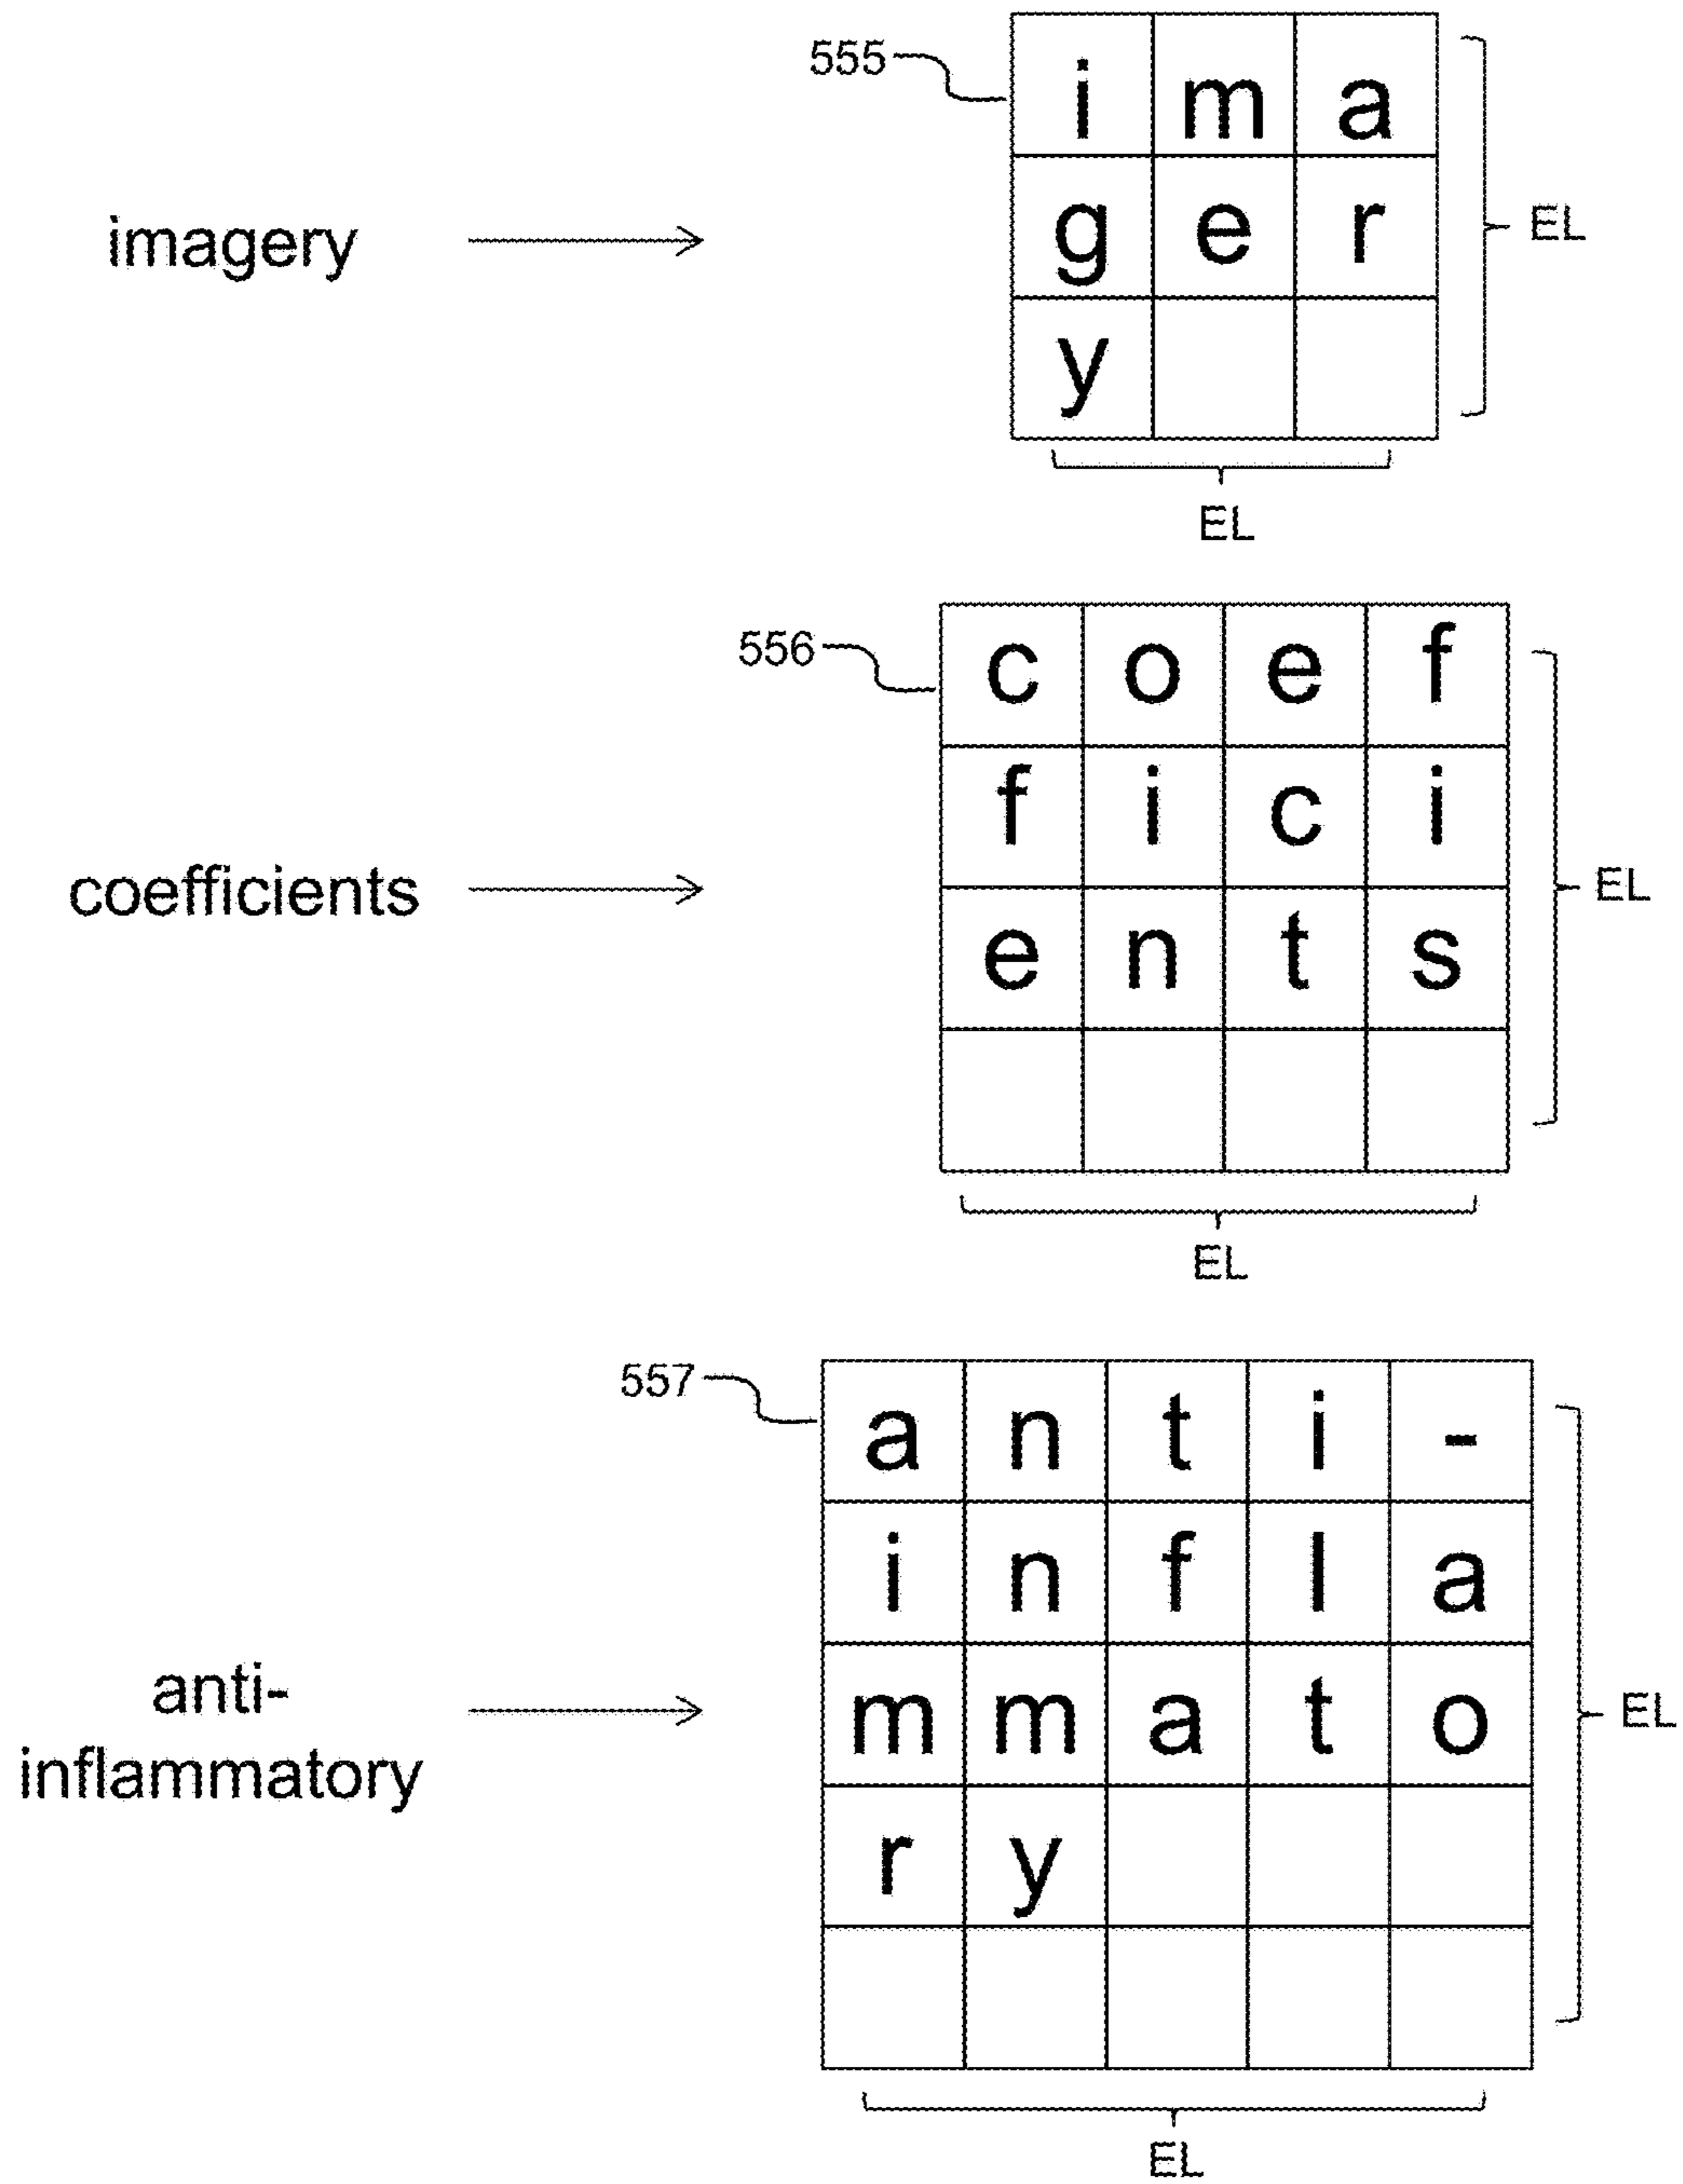 555
i m a
g e r
y
EL
EL
imagery
556
c o e f
f i c i
e n t s
EL
EL
coefficients
557
a n t i -
i n f l a
m m a t o
r y
EL
EL
anti-
inflammatory